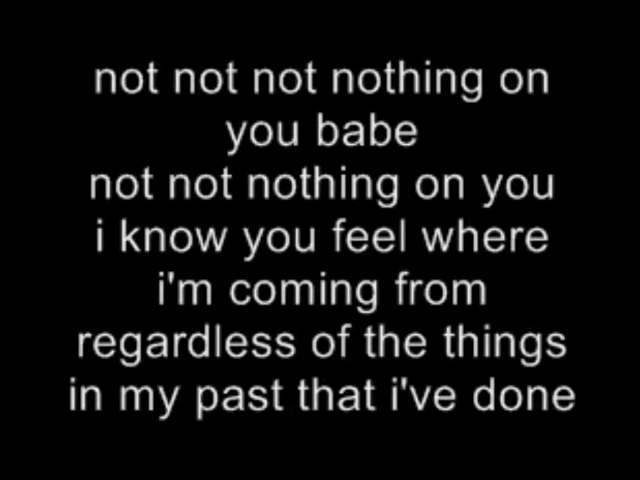 not not not nothing on
you babe
not not nothing on you
i know you feel where
i'm coming from
regardless of the things
in my past that i've done